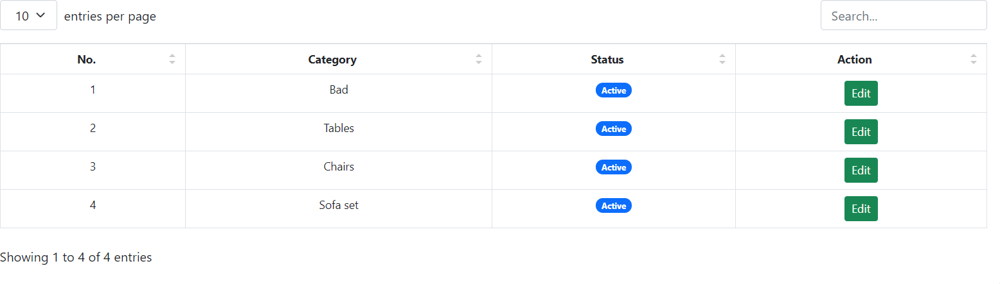 10 entries per page Search...
No. Category Status Action
1 Bad Active Edit
2 Tables Active Edit
3 Chairs Active Edit
4 Sofa set Active Edit
Showing 1 to 4 of 4 entries